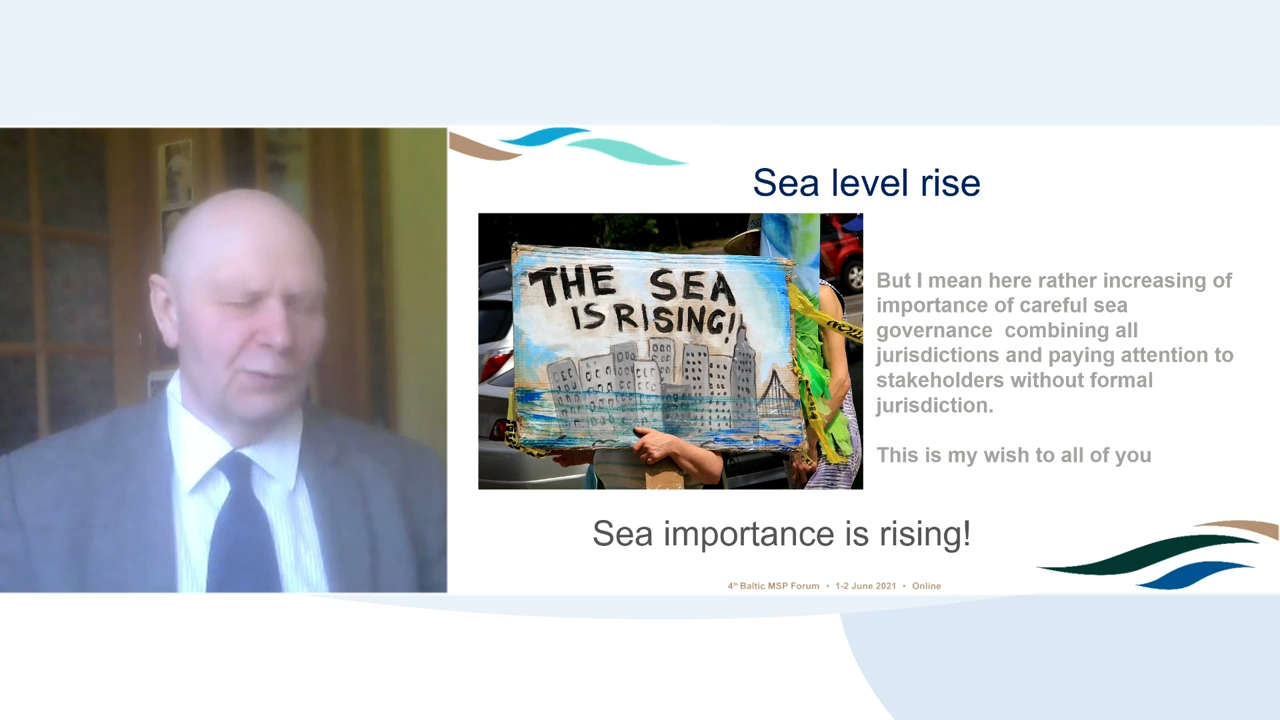 Sea level rise
THE SEA
IS RISING!
But I mean here rather increasing of
importance of careful sea
governance combining all
jurisdictions and paying attention to
stakeholders without formal
jurisdiction.
This is my wish to all of you
Sea importance is rising!
4th Baltic MSP Forum • 1-2 June 2021 • Online